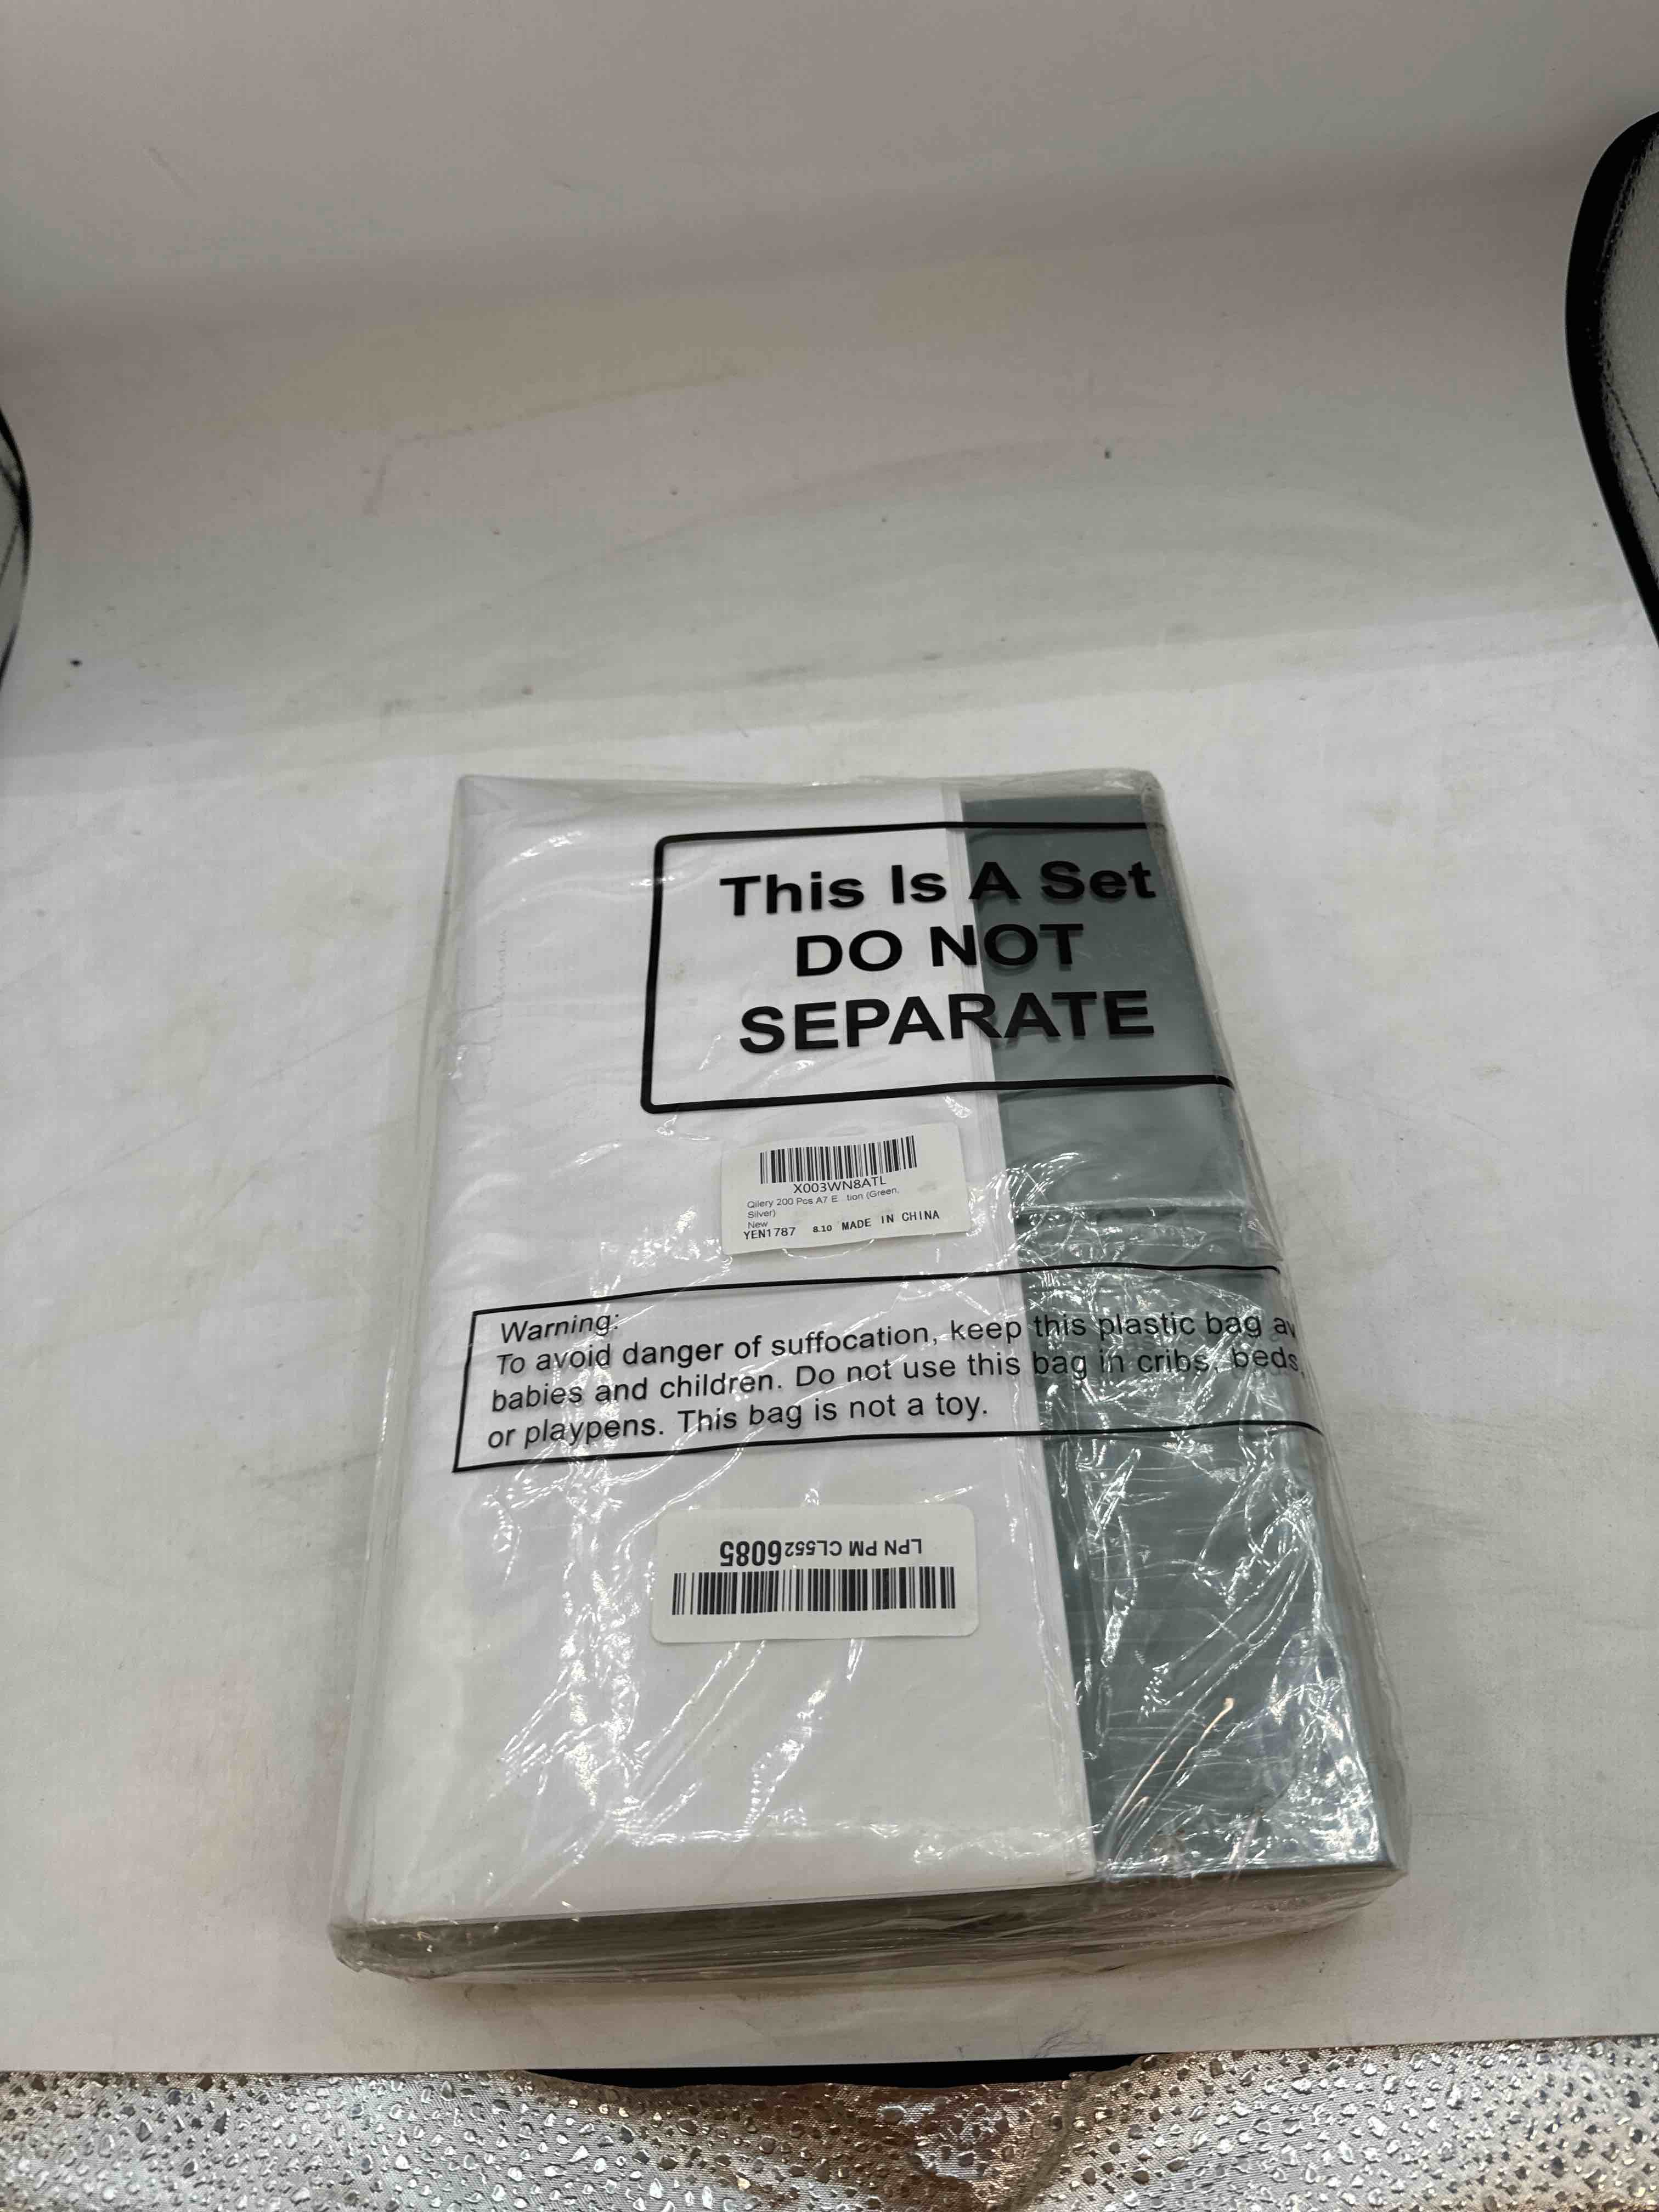 This Is A Set
DO NOT
SEPARATE
X003WN8ATL
Qilery 200 Pcs A7 E tion (Green,
Silver)
New
YEN1787 8.10 MADE IN CHINA
Warning:
To avoid danger of suffocation, keep this plastic bag aw
babies and children. Do not use this bag in cribs, beds,
or playpens. This bag is not a toy.
LPN PM CL5526085